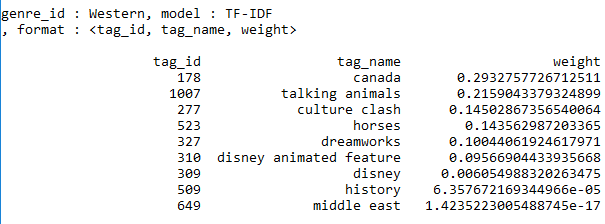 genre_id : Western, model : TF-IDF
, format : <tag_id, tag_name, weight>
tag_id tag_name weight
178 canada 0.2932757726712511
1007 talking animals 0.2159043379324899
277 culture clash 0.14502867356540064
523 horses 0.143562987203365
327 dreamworks 0.10044061924617971
310 disney animated feature 0.09566904433935668
309 disney 0.006054988320263475
509 history 6.357672169344966e-05
649 middle east 1.4235223005488745e-17